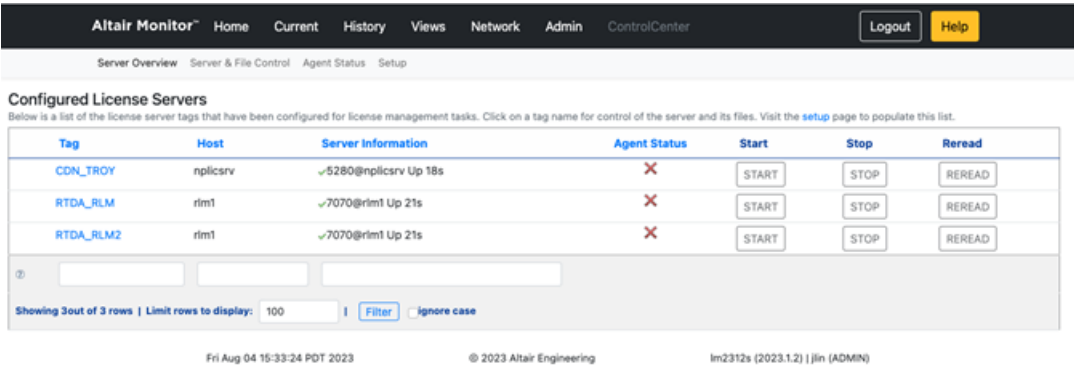 Altair Monitor™ Home Current History Views Network Admin ControlCenter Logout Help
Server Overview Server & File Control Agent Status Setup
Configured License Servers
Below is a list of the license server tags that have been configured for license management tasks. Click on a tag name for control of the server and its files. Visit the setup page to populate this list.
Tag Host Server Information Agent Status Start Stop Reread
CDN_TROY nplicsrv ✓5280@nplicsrv Up 18s ✗ START STOP REREAD
RTDA_RLM rlm1 ✓7070@rlm1 Up 21s ✗ START STOP REREAD
RTDA_RLM2 rlm1 ✓7070@rlm1 Up 21s ✗ START STOP REREAD
?
Showing 3out of 3 rows | Limit rows to display: 100 | Filter ignore case
Fri Aug 04 15:33:24 PDT 2023 © 2023 Altair Engineering lm2312s (2023.1.2) | jlin (ADMIN)